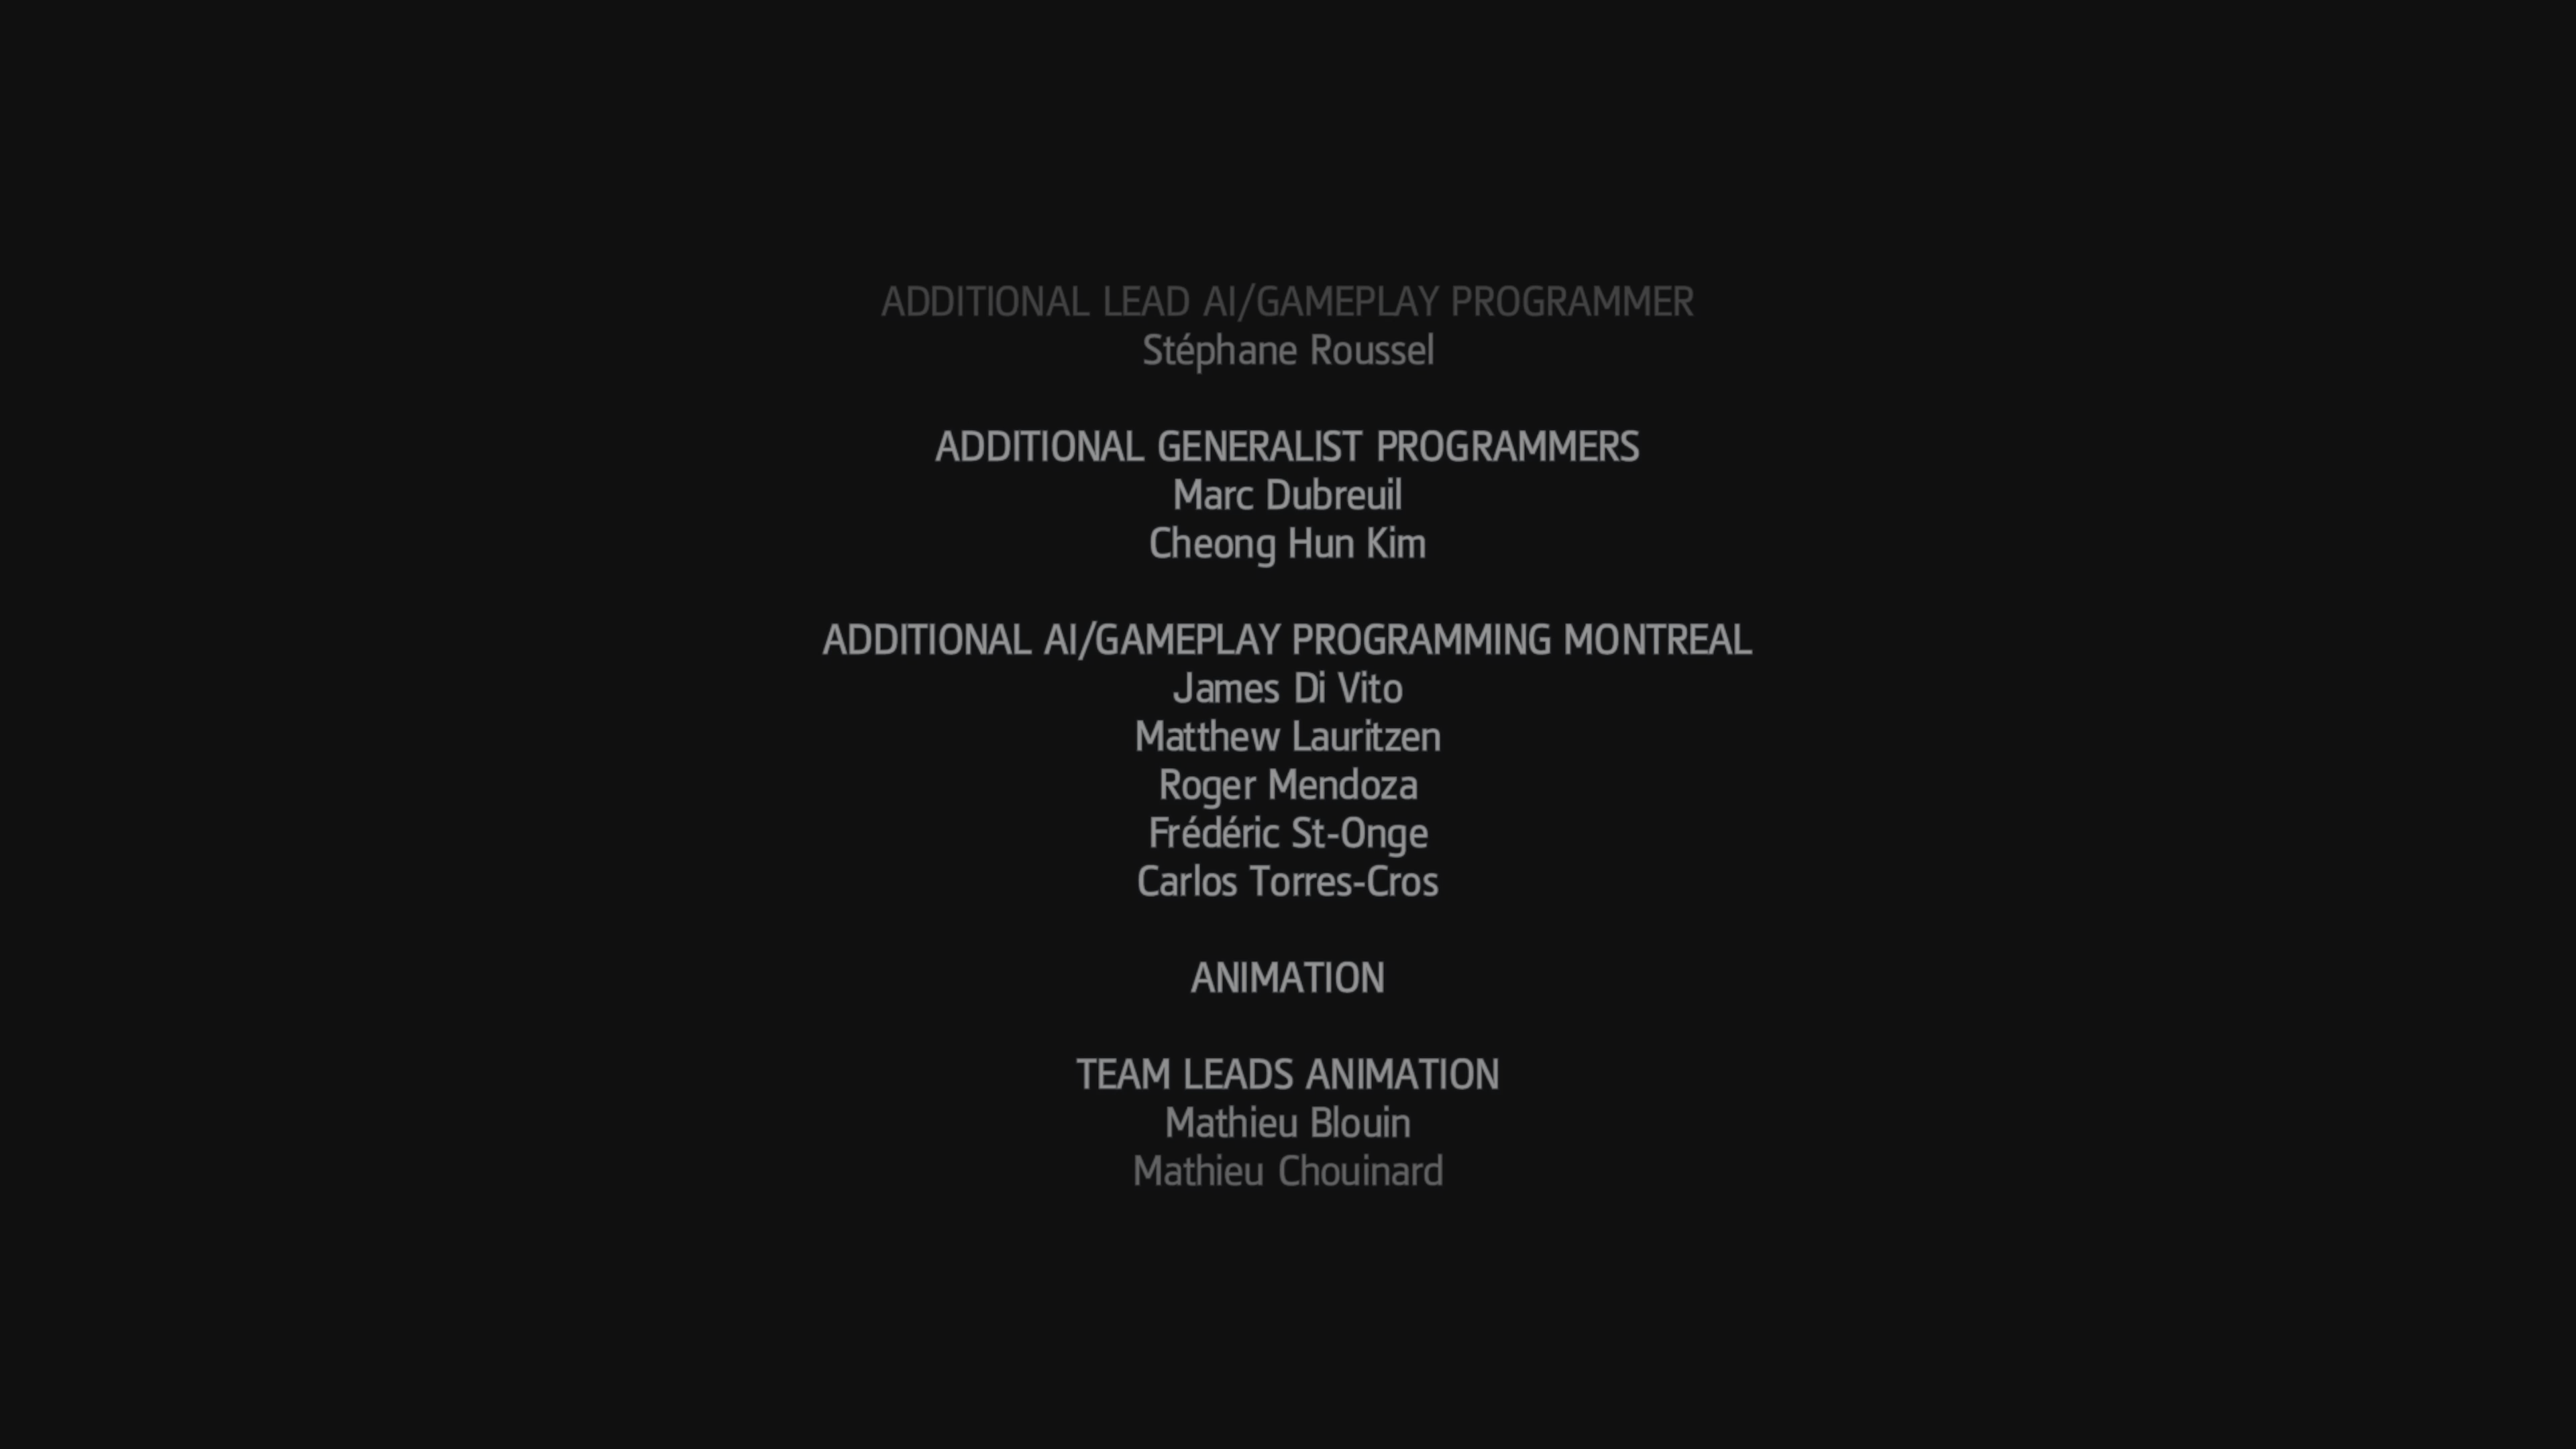 ADDITIONAL LEAD AI/GAMEPLAY PROGRAMMER
Stéphane Roussel
ADDITIONAL GENERALIST PROGRAMMERS
Marc Dubreuil
Cheong Hun Kim
ADDITIONAL AI/GAMEPLAY PROGRAMMING MONTREAL
James Di Vito
Matthew Lauritzen
Roger Mendoza
Frédéric St-Onge
Carlos Torres-Cros
ANIMATION
TEAM LEADS ANIMATION
Mathieu Blouin
Mathieu Chouinard